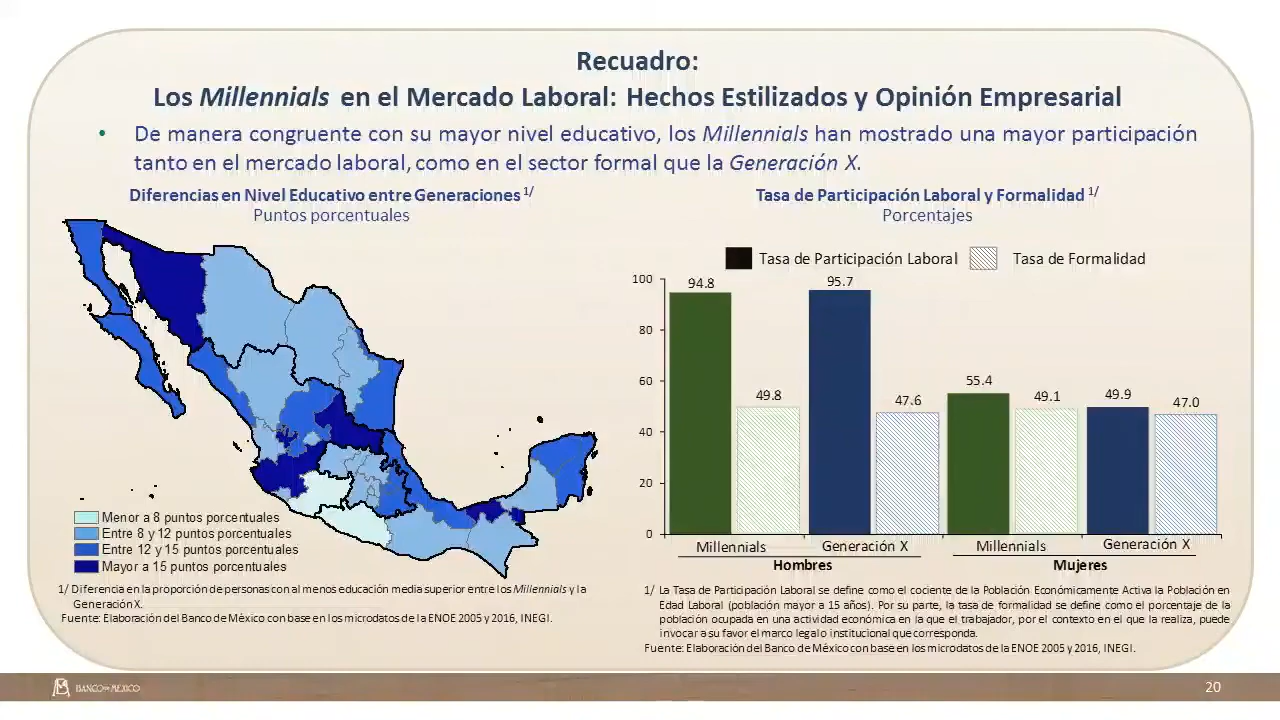 Recuadro:
Los Millennials en el Mercado Laboral: Hechos Estilizados y Opinión Empresarial
• De manera congruente con su mayor nivel educativo, los Millennials han mostrado una mayor participación
tanto en el mercado laboral, como en el sector formal que la Generación X.
Diferencias en Nivel Educativo entre Generaciones 1/
Puntos porcentuales
Menor a 8 puntos porcentuales
Entre 8 y 12 puntos porcentuales
Entre 12 y 15 puntos porcentuales
Mayor a 15 puntos porcentuales
1/ Diferencia en la proporción de personas con al menos educación media superior entre los Millennials y la
Generación X.
Fuente: Elaboración del Banco de México con base en los microdatos de la ENOE 2005 y 2016, INEGI.
Tasa de Participación Laboral y Formalidad 1/
Porcentajes
Tasa de Participación Laboral Tasa de Formalidad
100
80
60
40
20
0
94.8
49.8
95.7
47.6
55.4
49.1
49.9
47.0
Millennials Generación X Millennials Generación X
Hombres Mujeres
1/ La Tasa de Participación Laboral se define como el cociente de la Población Económicamente Activa la Población en
Edad Laboral (población mayor a 15 años). Por su parte, la tasa de formalidad se define como el porcentaje de la
población ocupada en una actividad económica en la que el trabajador, por el contexto en el que la realiza, puede
invocar a su favor el marco legal o institucional que corresponda.
Fuente: Elaboración del Banco de México con base en los microdatos de la ENOE 2005 y 2016, INEGI.
BANCO DE MÉXICO
20